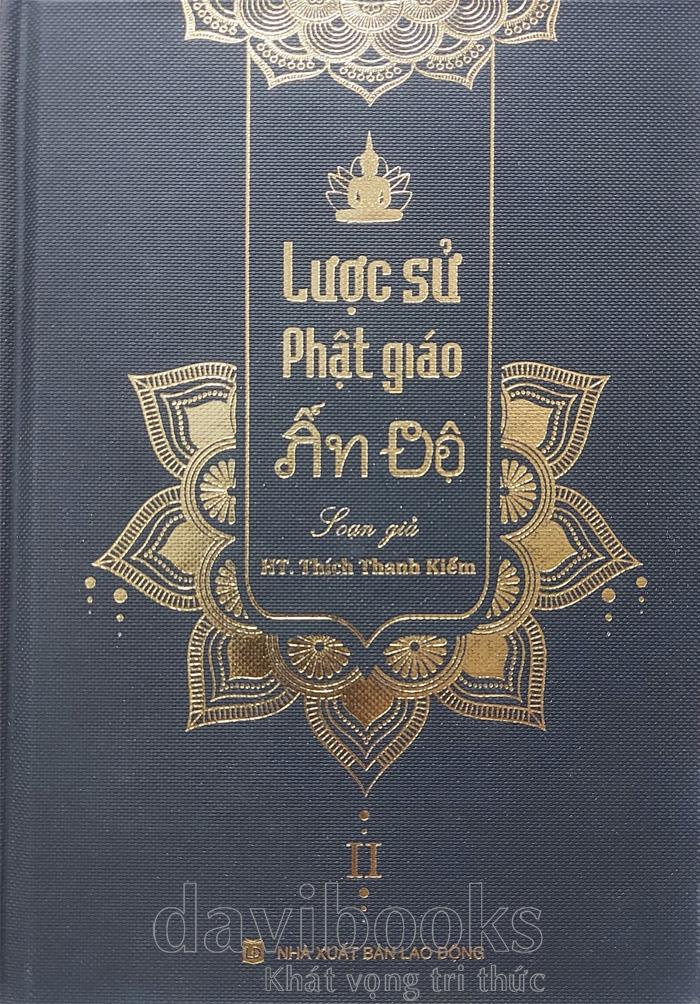 Lược sử
Phật giáo
Ấn Độ
Soạn giả
HT. Thích Thanh Kiểm
II
davibooks
NHÀ XUẤT BẢN LAO ĐỘNG
Khát vọng tri thức